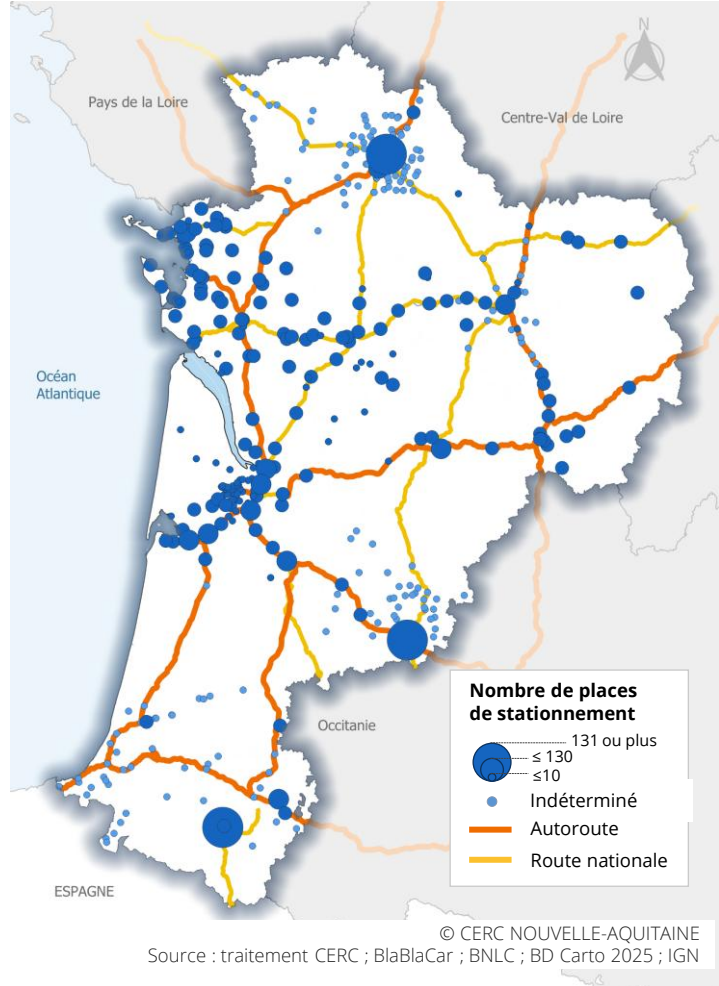 N
Pays de la Loire
Centre-Val de Loire
Océan
Atlantique
Occitanie
ESPAGNE
Nombre de places
de stationnement
131 ou plus
≤ 130
≤10
Indéterminé
Autoroute
Route nationale
© CERC NOUVELLE-AQUITAINE
Source : traitement CERC ; BlaBlaCar ; BNLC ; BD Carto 2025 ; IGN